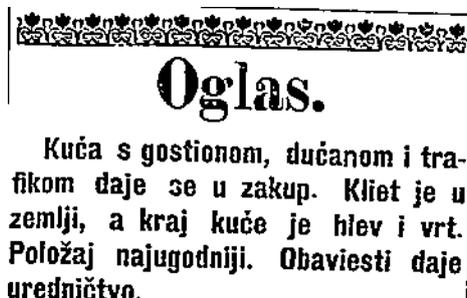 Oglas.
Kuća s gostionom, dućanom i tra-
fikom daje se u zakup. Kliet je u
zemlji, a kraj kuće je hlev i vrt.
Položaj najugodniji. Obaviesti daje
uredničtvo.